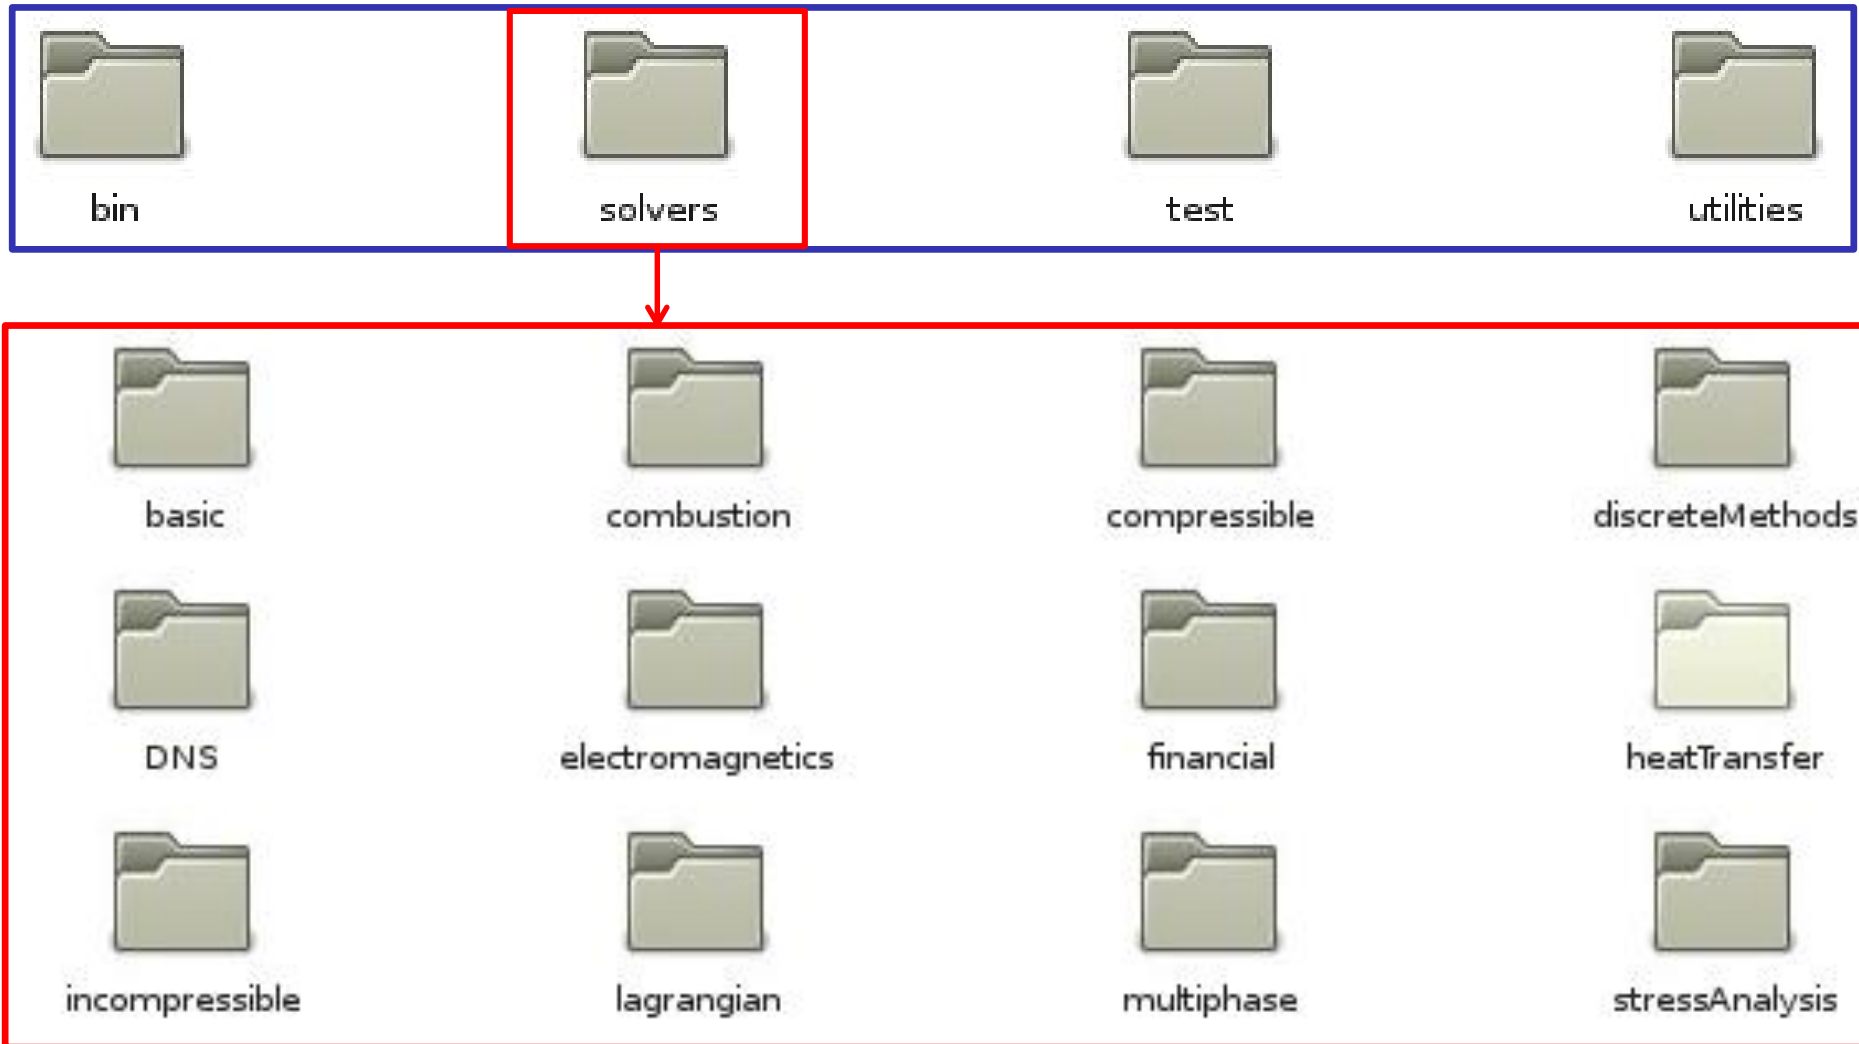 bin solvers test utilities
basic combustion compressible discreteMethods
DNS electromagnetics financial heatTransfer
incompressible lagrangian multiphase stressAnalysis